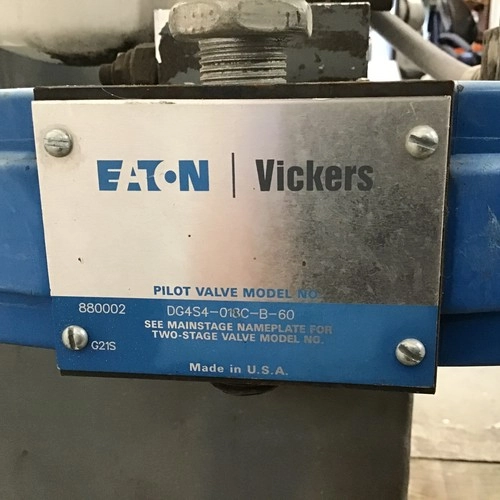 EATON | Vickers
PILOT VALVE MODEL NO.
880002 DG4S4-018C-B-60
SEE MAINSTAGE NAMEPLATE FOR
TWO-STAGE VALVE MODEL NO.
G21S
Made in U.S.A.